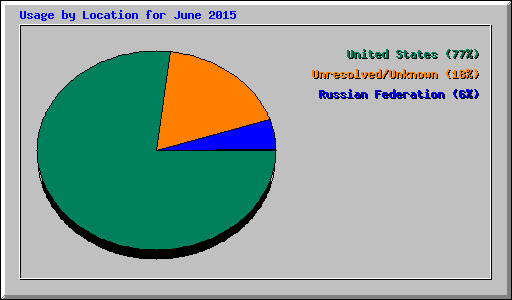 Usage by Location for June 2015
United States (77%)
Unresolved/Unknown (18%)
Russian Federation (6%)